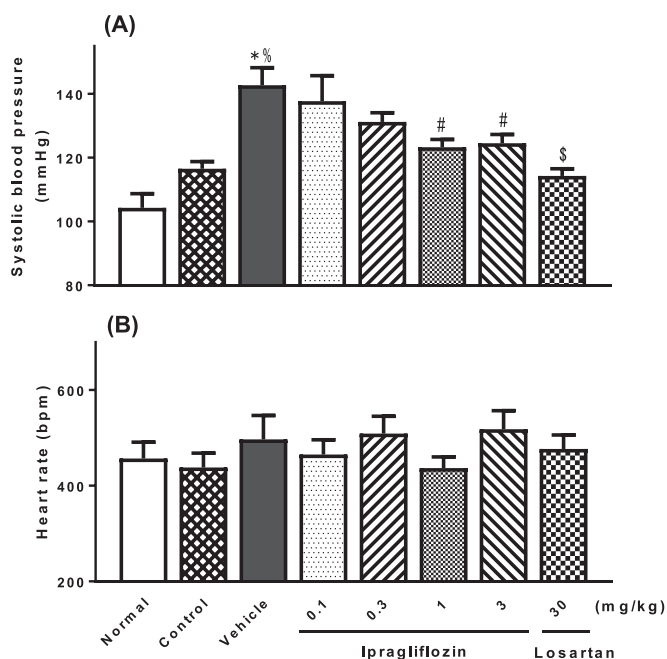 (A)
Systolic blood pressure
(mmHg)
140
120
100
80
* %
#
#
$
(B)
Heart rate (bpm)
600
400
200
Normal
Control
Vehicle
0.1
0.3
1
3
30
(mg/kg)
Ipragliflozin
Losartan